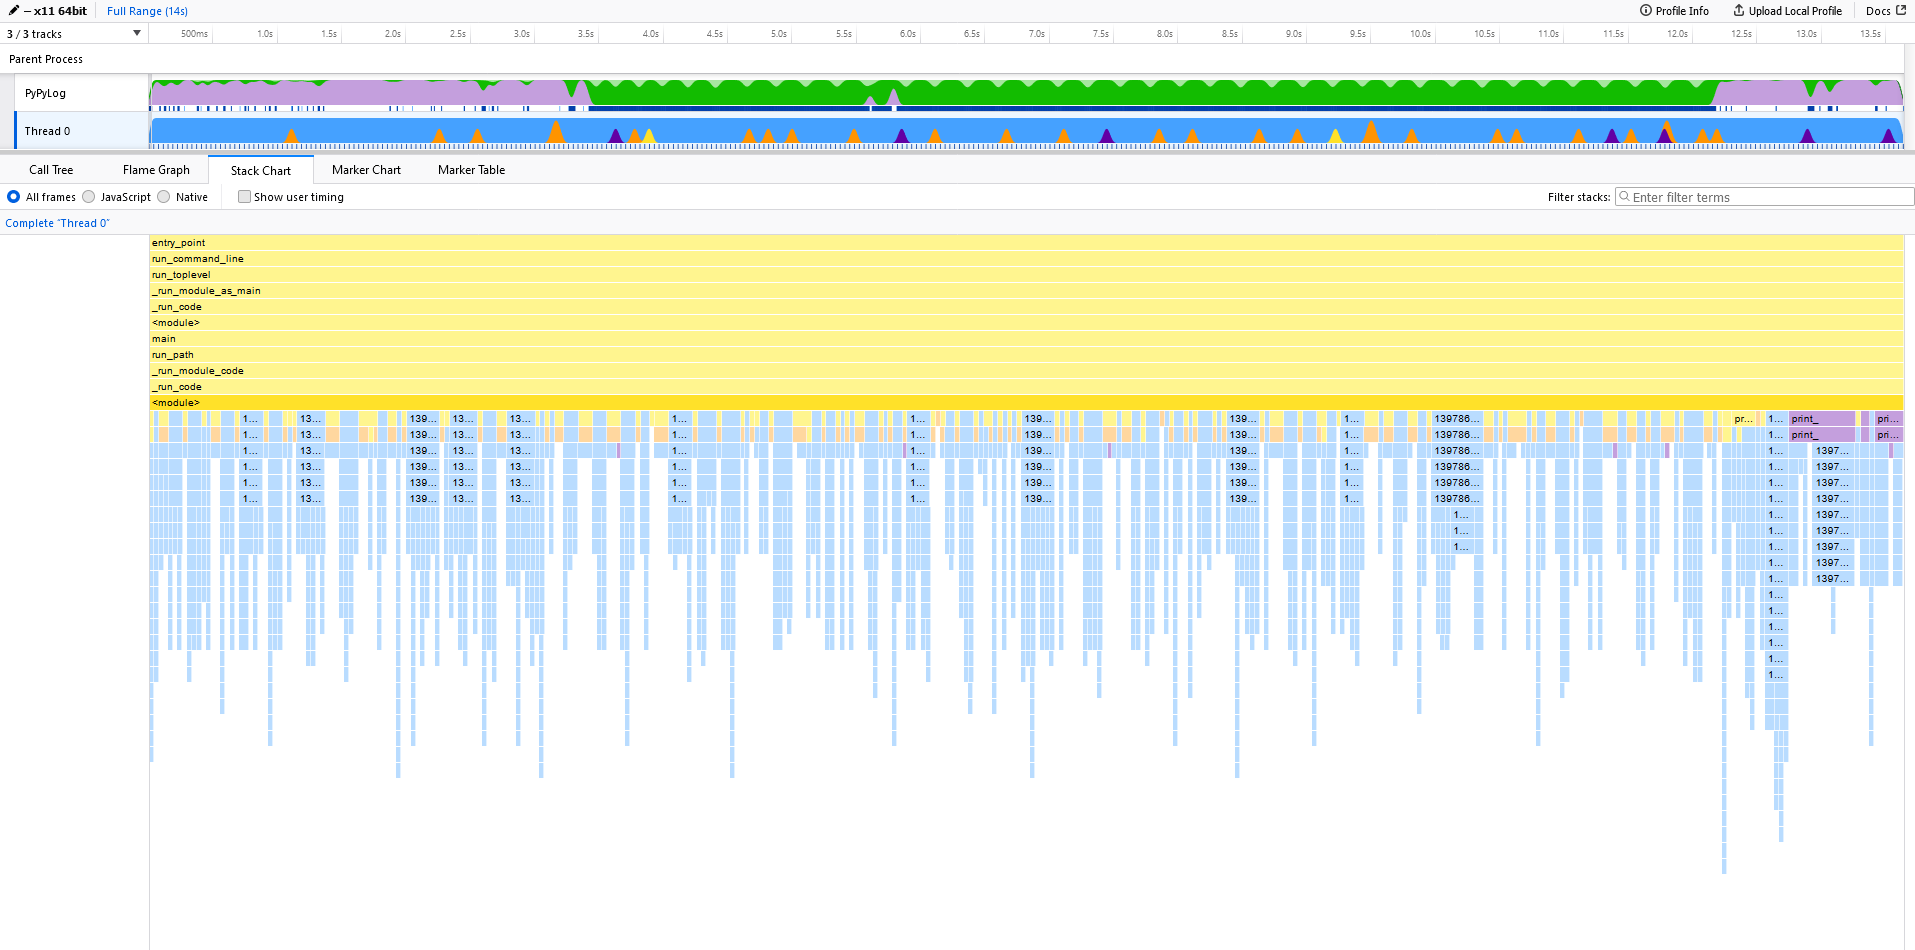 – x11 64bit Full Range (14s) Profile Info Upload Local Profile Docs
3 / 3 tracks 500ms 1.0s 1.5s 2.0s 2.5s 3.0s 3.5s 4.0s 4.5s 5.0s 5.5s 6.0s 6.5s 7.0s 7.5s 8.0s 8.5s 9.0s 9.5s 10.0s 10.5s 11.0s 11.5s 12.0s 12.5s 13.0s 13.5s
Parent Process
PyPyLog
Thread 0
Call Tree Flame Graph Stack Chart Marker Chart Marker Table
All frames JavaScript Native Show user timing Filter stacks: Enter filter terms
Complete “Thread 0”
entry_point
run_command_line
run_toplevel
_run_module_as_main
_run_code
<module>
main
run_path
_run_module_code
_run_code
<module>
1... 13... 139... 13... 13... 1... 1... 139... 139... 1... 139786... pr... 1... print_ pri...
1... 13... 139... 13... 13... 1... 1... 139... 139... 1... 139786... 1... print_ pri...
1... 13... 139... 13... 13... 1... 1... 139... 139... 1... 139786... 1... 1397...
1... 13... 139... 13... 13... 1... 1... 139... 139... 1... 139786... 1... 1397...
1... 13... 139... 13... 13... 1... 1... 139... 139... 1... 139786... 1... 1397...
1... 13... 139... 13... 13... 1... 1... 139... 139... 1... 139786... 1... 1397...
1... 1... 1397...
1... 1... 1397...
1... 1... 1397...
1... 1397...
1... 1397...
1...
1...
1...
1...
1...
1...